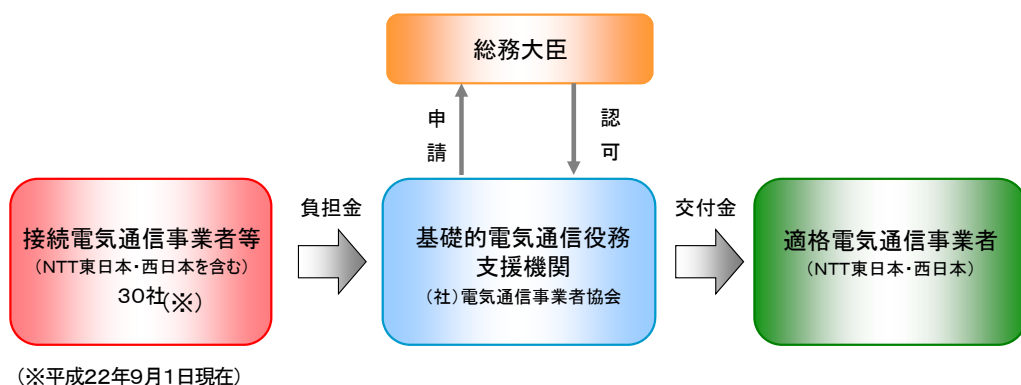 総務大臣
申請
認可
接続電気通信事業者等
(NTT東日本・西日本を含む)
30社(※)
負担金
基礎的電気通信役務
支援機関
(社)電気通信事業者協会
交付金
適格電気通信事業者
(NTT東日本・西日本)
(※平成22年9月1日現在)